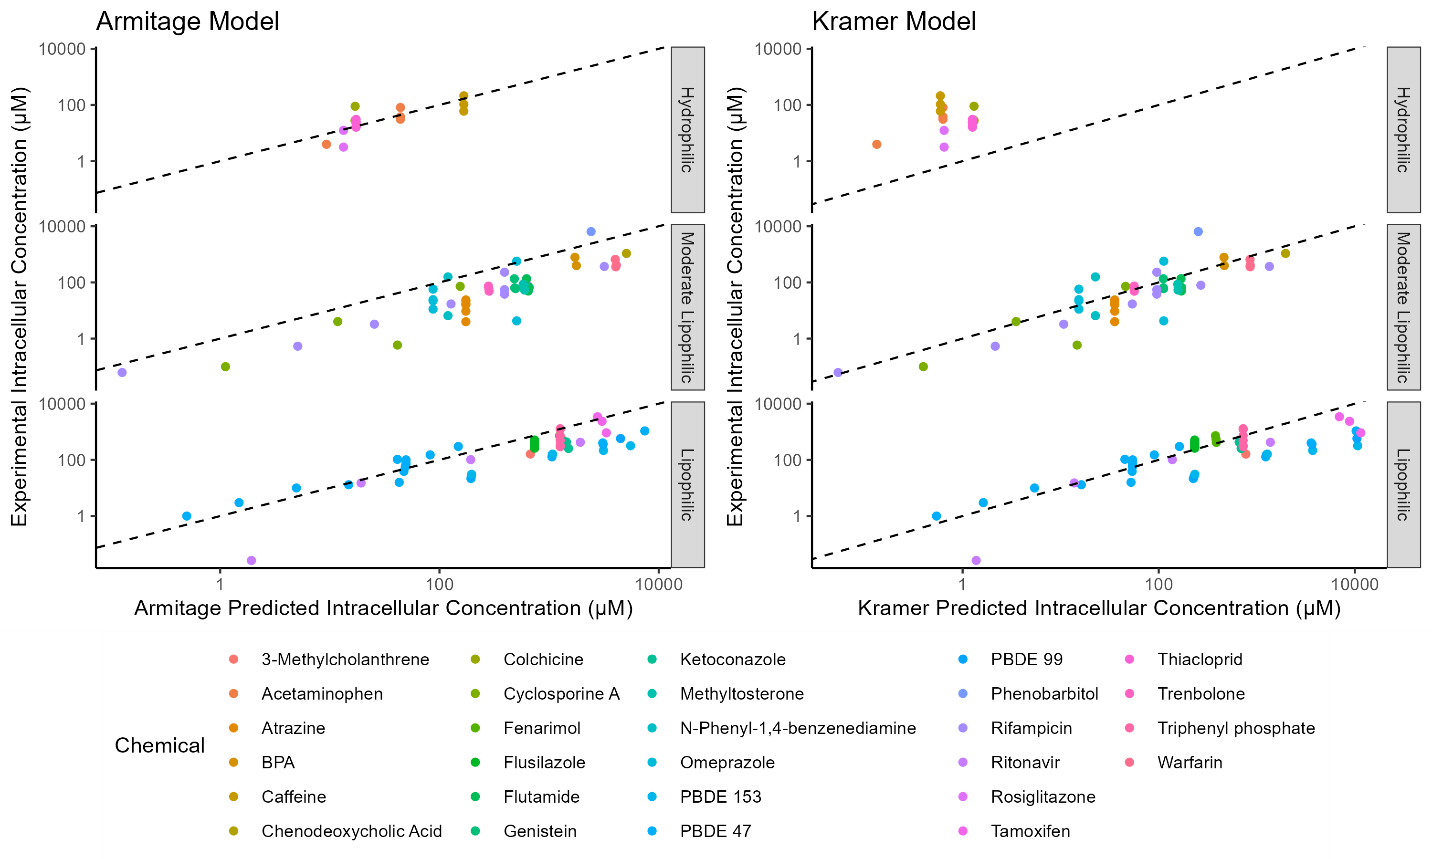 Armitage Model
Kramer Model
Experimental Intracellular Concentration (µM)
10000
100
1
Hydrophilic
10000
100
1
Moderate Lipophilic
10000
100
1
Lipophilic
1
100
10000
Armitage Predicted Intracellular Concentration (µM)
Experimental Intracellular Concentration (µM)
10000
100
1
Hydrophilic
10000
100
1
Moderate Lipophilic
10000
100
1
Lipophilic
1
100
10000
Kramer Predicted Intracellular Concentration (µM)
Chemical
3-Methylcholanthrene
Acetaminophen
Atrazine
BPA
Caffeine
Chenodeoxycholic Acid
Colchicine
Cyclosporine A
Fenarimol
Flusilazole
Flutamide
Genistein
Ketoconazole
Methyltosterone
N-Phenyl-1,4-benzenediamine
Omeprazole
PBDE 153
PBDE 47
PBDE 99
Phenobarbitol
Rifampicin
Ritonavir
Rosiglitazone
Tamoxifen
Thiacloprid
Trenbolone
Triphenyl phosphate
Warfarin